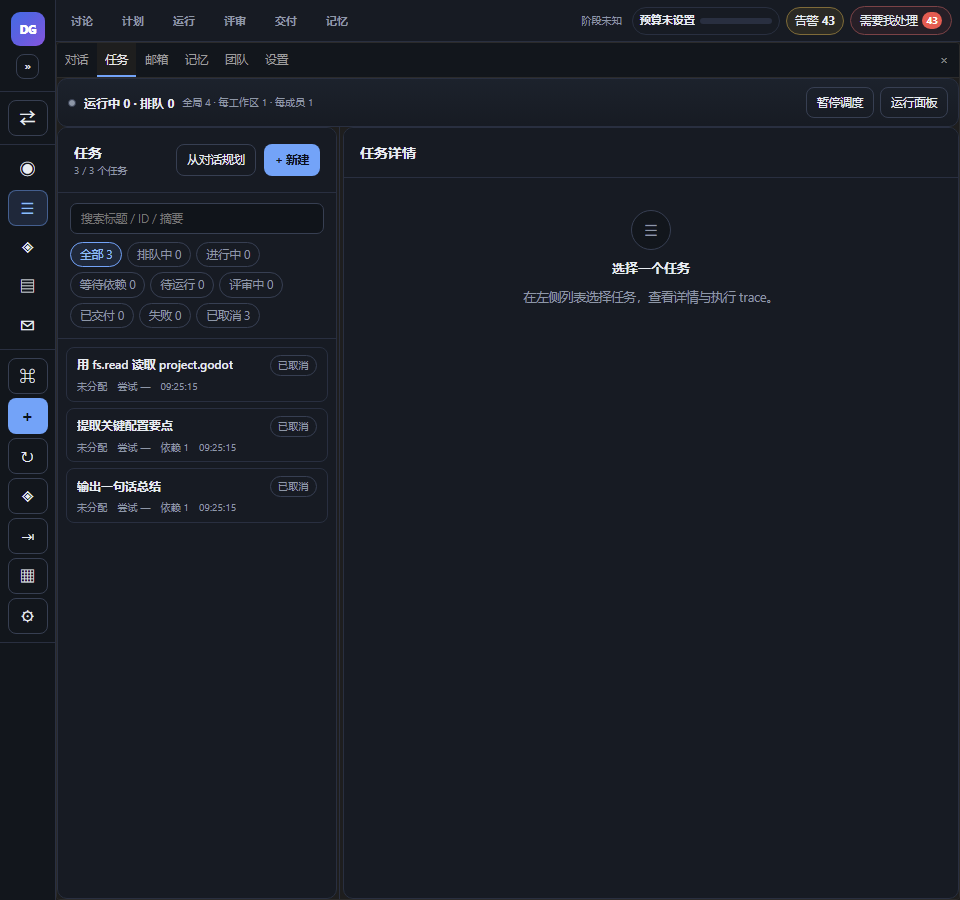 DG
»
讨论 计划 运行 评审 交付 记忆
阶段未知 预算未设置 告警 43 需要我处理 43
对话 任务 邮箱 记忆 团队 设置 ×
运行中 0 · 排队 0 全局 4 · 每工作区 1 · 每成员 1 暂停调度 运行面板
任务
3 / 3 个任务
从对话规划 + 新建
搜索标题 / ID / 摘要
全部 3 排队中 0 进行中 0
等待依赖 0 待运行 0 评审中 0
已交付 0 失败 0 已取消 3
用 fs.read 读取 project.godot 已取消
未分配 尝试 — 09:25:15
提取关键配置要点 已取消
未分配 尝试 — 依赖 1 09:25:15
输出一句话总结 已取消
未分配 尝试 — 依赖 1 09:25:15
任务详情
选择一个任务
在左侧列表选择任务，查看详情与执行 trace。